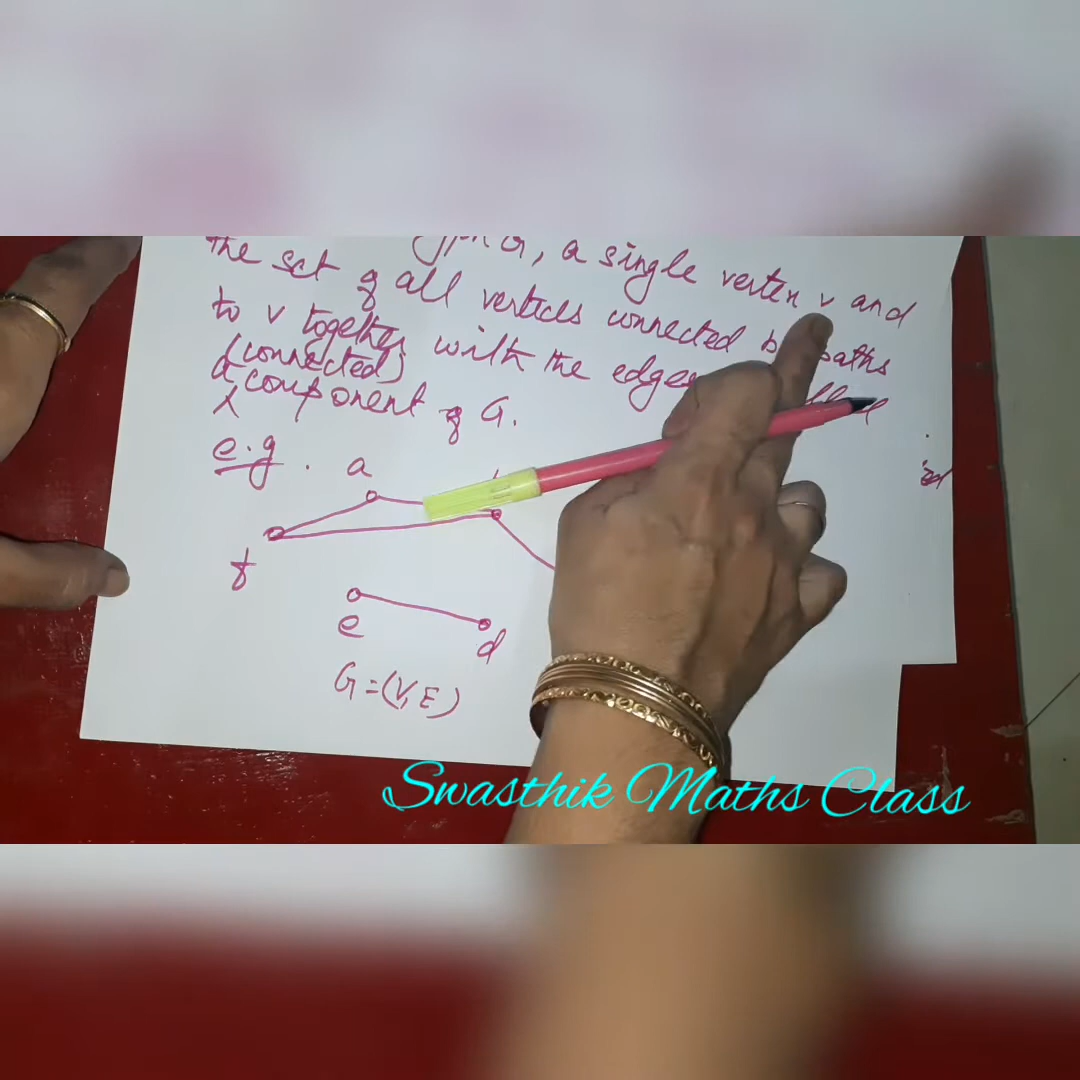 G, a single vertex v and
the set of all vertices connected paths
to v together with the edges
(connected)
a component of G.
e.g. a
f
e
d
G = (V, E)
Swasthik Maths Class